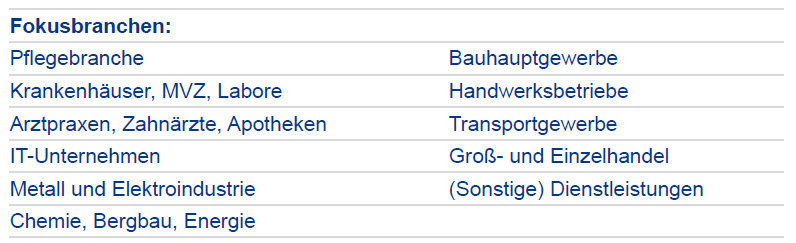 Fokusbranchen:
Pflegebranche Bauhauptgewerbe
Krankenhäuser, MVZ, Labore Handwerksbetriebe
Arztpraxen, Zahnärzte, Apotheken Transportgewerbe
IT-Unternehmen Groß- und Einzelhandel
Metall und Elektroindustrie (Sonstige) Dienstleistungen
Chemie, Bergbau, Energie